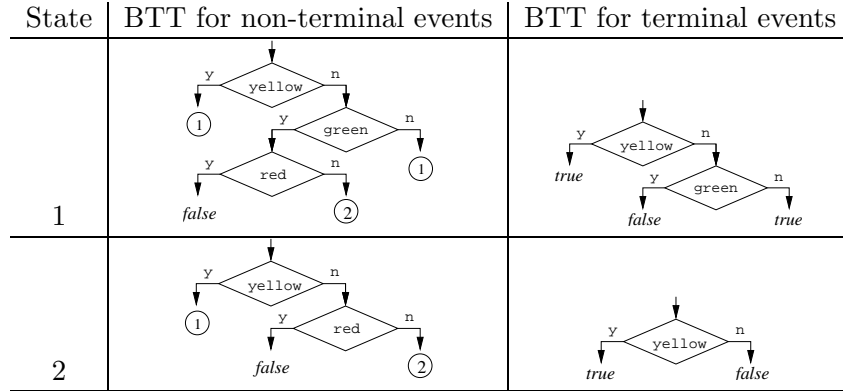 State BTT for non-terminal events BTT for terminal events
y yellow n
1
y green n
y red n
1
false
2
y yellow n
true
y green n
false true
1
y yellow n
1
y red n
false
2
y yellow n
true false
2